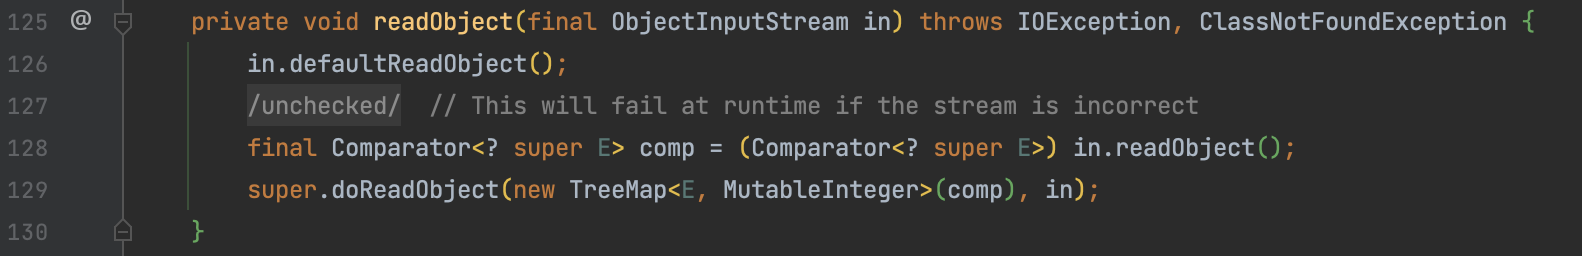 125 @ private void readObject(final ObjectInputStream in) throws IOException, ClassNotFoundException {
126 in.defaultReadObject();
127 /unchecked/ // This will fail at runtime if the stream is incorrect
128 final Comparator<? super E> comp = (Comparator<? super E>) in.readObject();
129 super.doReadObject(new TreeMap<E, MutableInteger>(comp), in);
130 }